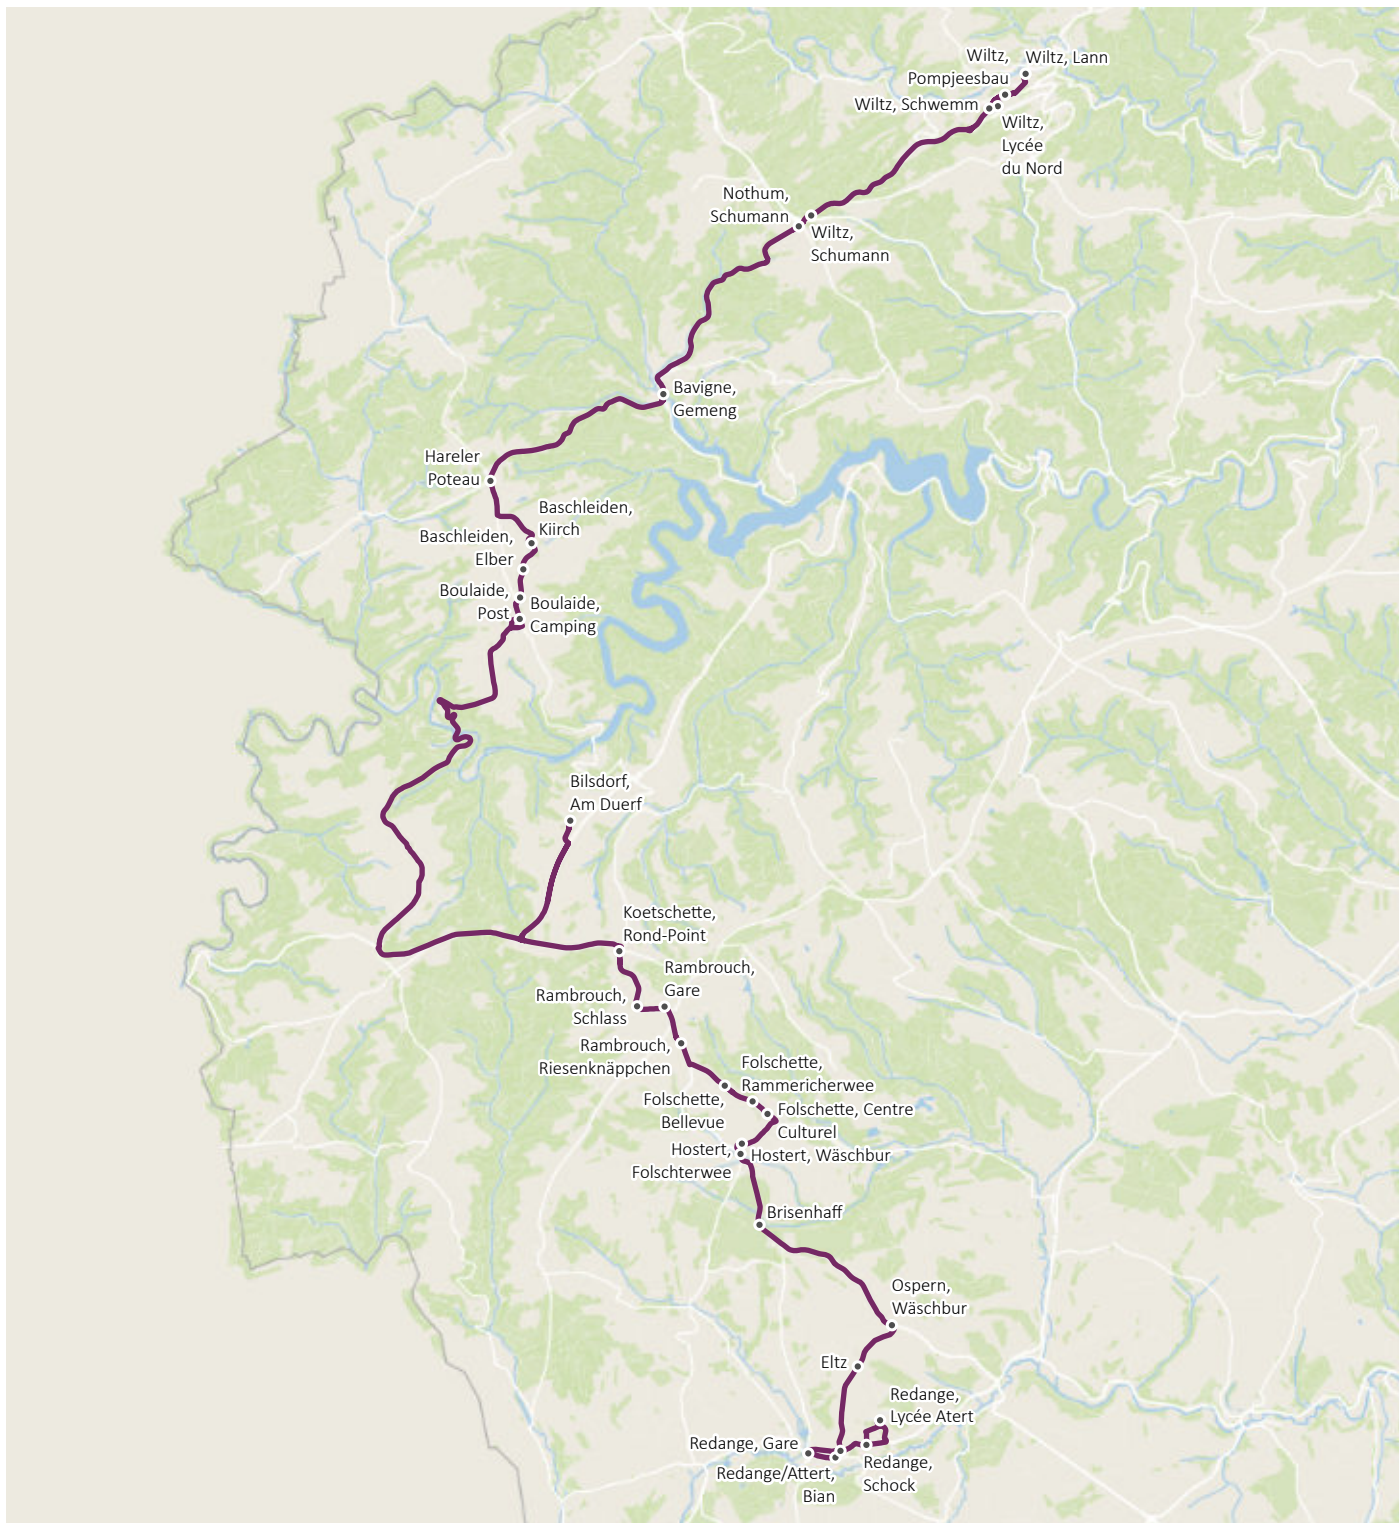 Wiltz,
Pompjeesbau
Wiltz, Lann
Wiltz, Schwemm
Wiltz,
Lycée
du Nord
Nothum,
Schumann
Wiltz,
Schumann
Bavigne,
Gemeng
Hareler
Poteau
Baschleiden,
Kiirch
Baschleiden,
Elber
Boulaide,
Post
Boulaide,
Camping
Bilsdorf,
Am Duerf
Koetschette,
Rond-Point
Rambrouch,
Gare
Rambrouch,
Schlass
Rambrouch,
Riesenknäppchen
Folschette,
Rammericherwee
Folschette,
Bellevue
Folschette, Centre
Culturel
Hostert,
Folschterwee
Hostert, Wäschbur
Brisenhaff
Ospern,
Wäschbur
Eltz
Redange,
Lycée Atert
Redange, Gare
Redange/Attert,
Bian
Redange,
Schock